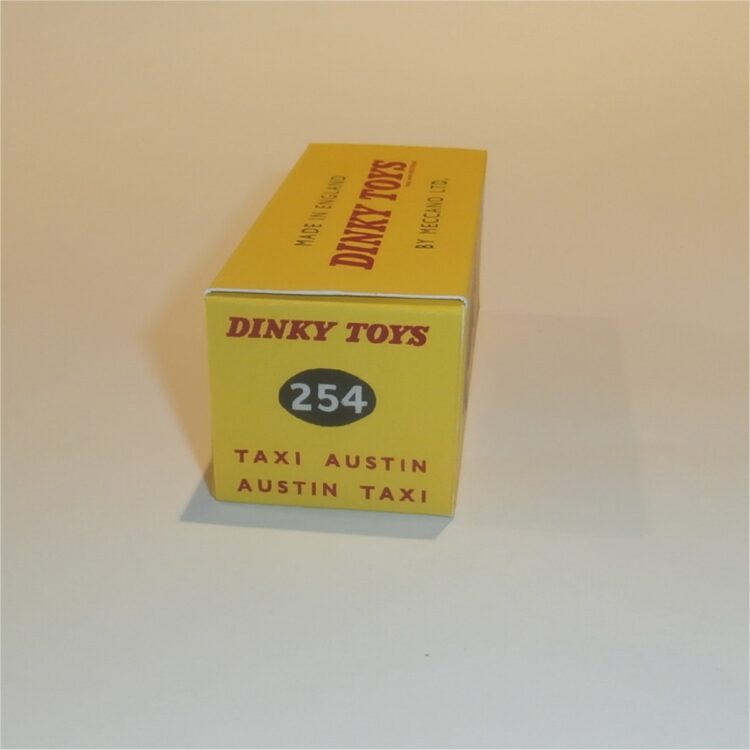 MADE IN ENGLAND
DINKY TOYS
BY MECCANO LTD.
DINKY TOYS
254
TAXI AUSTIN
AUSTIN TAXI